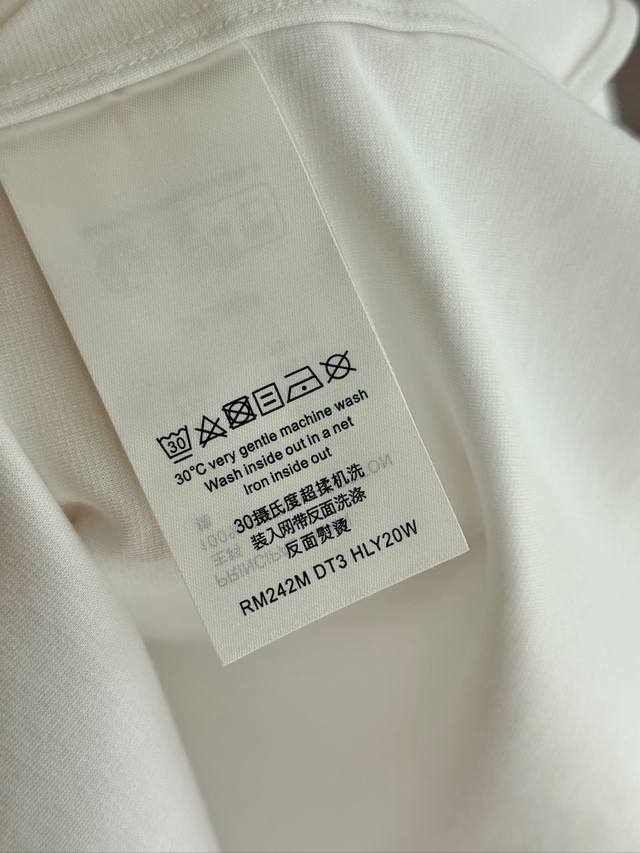 30
30°C very gentle machine wash
Wash inside out in a net
Iron inside out
30摄氏度超揉机洗
装入网带反面洗涤
反面熨烫
RM242M DT3 HLY20W